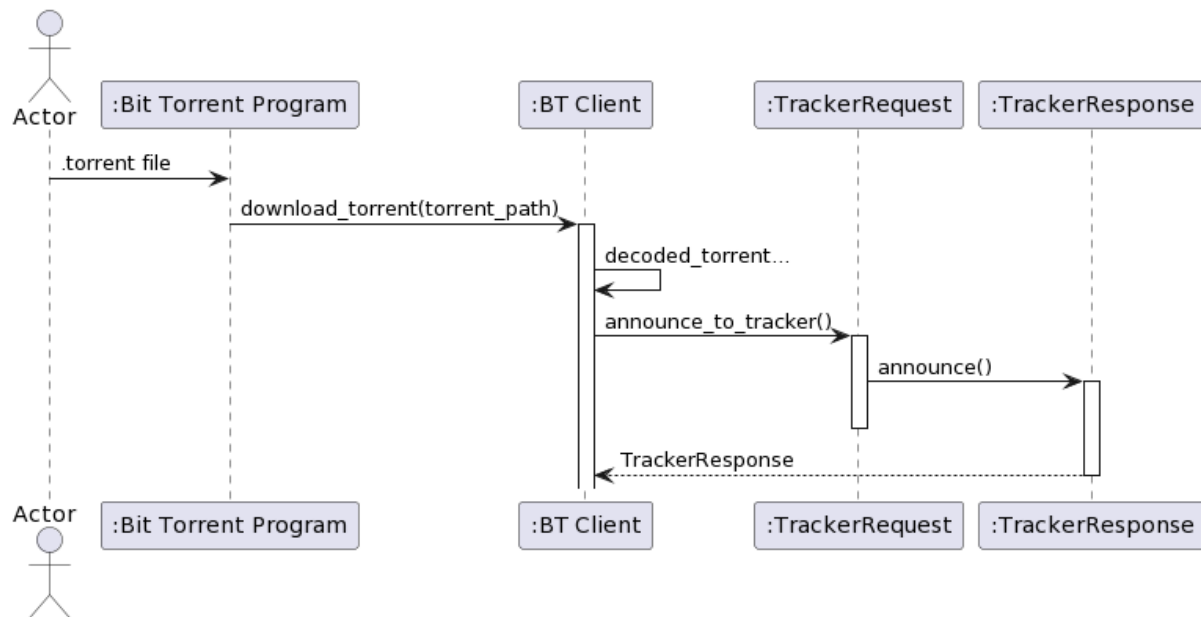 Actor
:Bit Torrent Program
:BT Client
:TrackerRequest
:TrackerResponse
.torrent file
download_torrent(torrent_path)
decoded_torrent...
announce_to_tracker()
announce()
TrackerResponse
Actor
:Bit Torrent Program
:BT Client
:TrackerRequest
:TrackerResponse